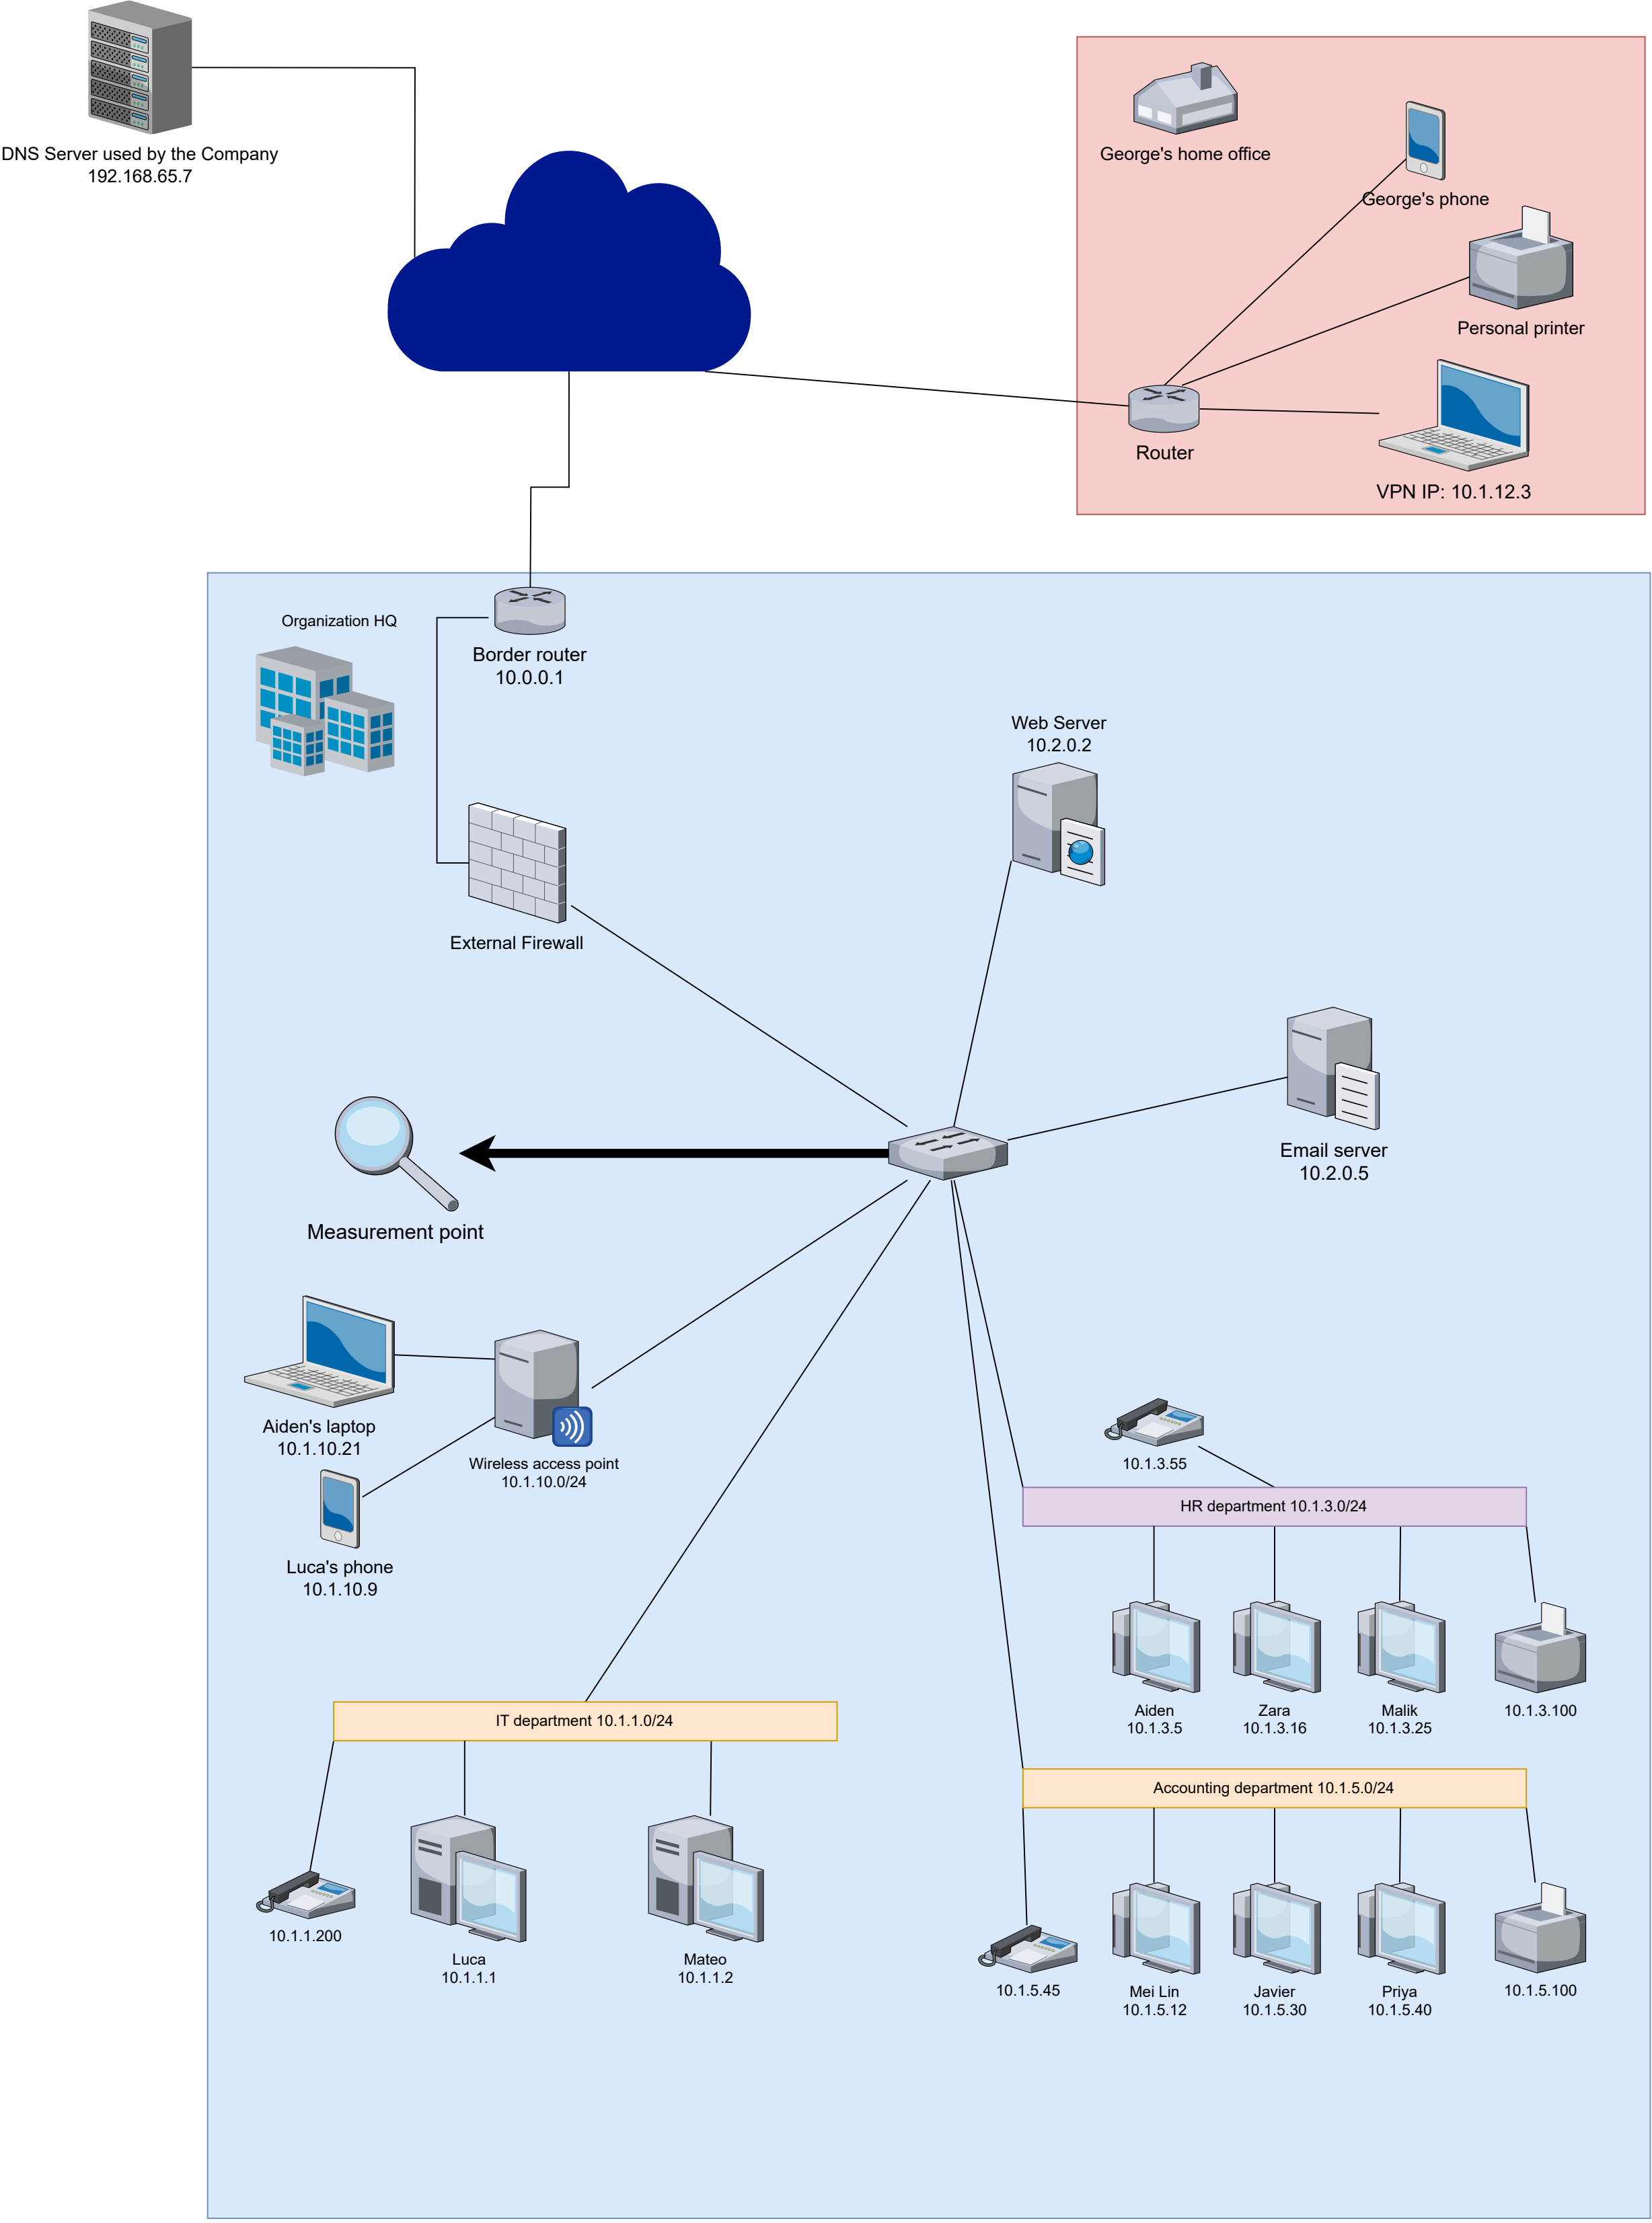 DNS Server used by the Company
192.168.65.7
George's home office
George's phone
Personal printer
Router
VPN IP: 10.1.12.3
Organization HQ
Border router
10.0.0.1
Web Server
10.2.0.2
External Firewall
Email server
10.2.0.5
Measurement point
Aiden's laptop
10.1.10.21
Wireless access point
10.1.10.0/24
Luca's phone
10.1.10.9
10.1.3.55
HR department 10.1.3.0/24
Aiden
10.1.3.5
Zara
10.1.3.16
Malik
10.1.3.25
10.1.3.100
IT department 10.1.1.0/24
10.1.1.200
Luca
10.1.1.1
Mateo
10.1.1.2
Accounting department 10.1.5.0/24
10.1.5.45
Mei Lin
10.1.5.12
Javier
10.1.5.30
Priya
10.1.5.40
10.1.5.100